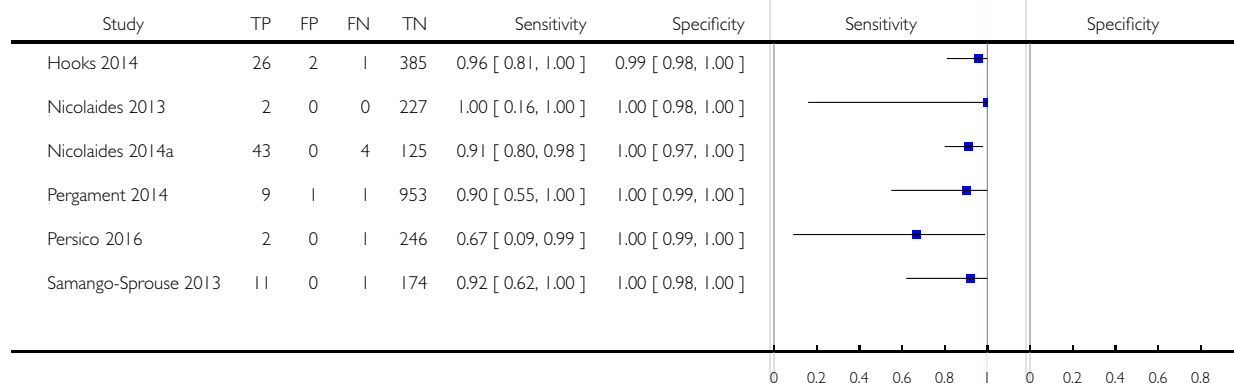 Study TP FP FN TN Sensitivity Specificity Sensitivity Specificity
Hooks 2014 26 2 1 385 0.96 [ 0.81, 1.00 ] 0.99 [ 0.98, 1.00 ]
Nicolaides 2013 2 0 0 227 1.00 [ 0.16, 1.00 ] 1.00 [ 0.98, 1.00 ]
Nicolaides 2014a 43 0 4 125 0.91 [ 0.80, 0.98 ] 1.00 [ 0.97, 1.00 ]
Pergament 2014 9 1 1 953 0.90 [ 0.55, 1.00 ] 1.00 [ 0.99, 1.00 ]
Persico 2016 2 0 1 246 0.67 [ 0.09, 0.99 ] 1.00 [ 0.99, 1.00 ]
Samango-Sprouse 2013 11 0 1 174 0.92 [ 0.62, 1.00 ] 1.00 [ 0.98, 1.00 ]
0 0.2 0.4 0.6 0.8 1 0 0.2 0.4 0.6 0.8